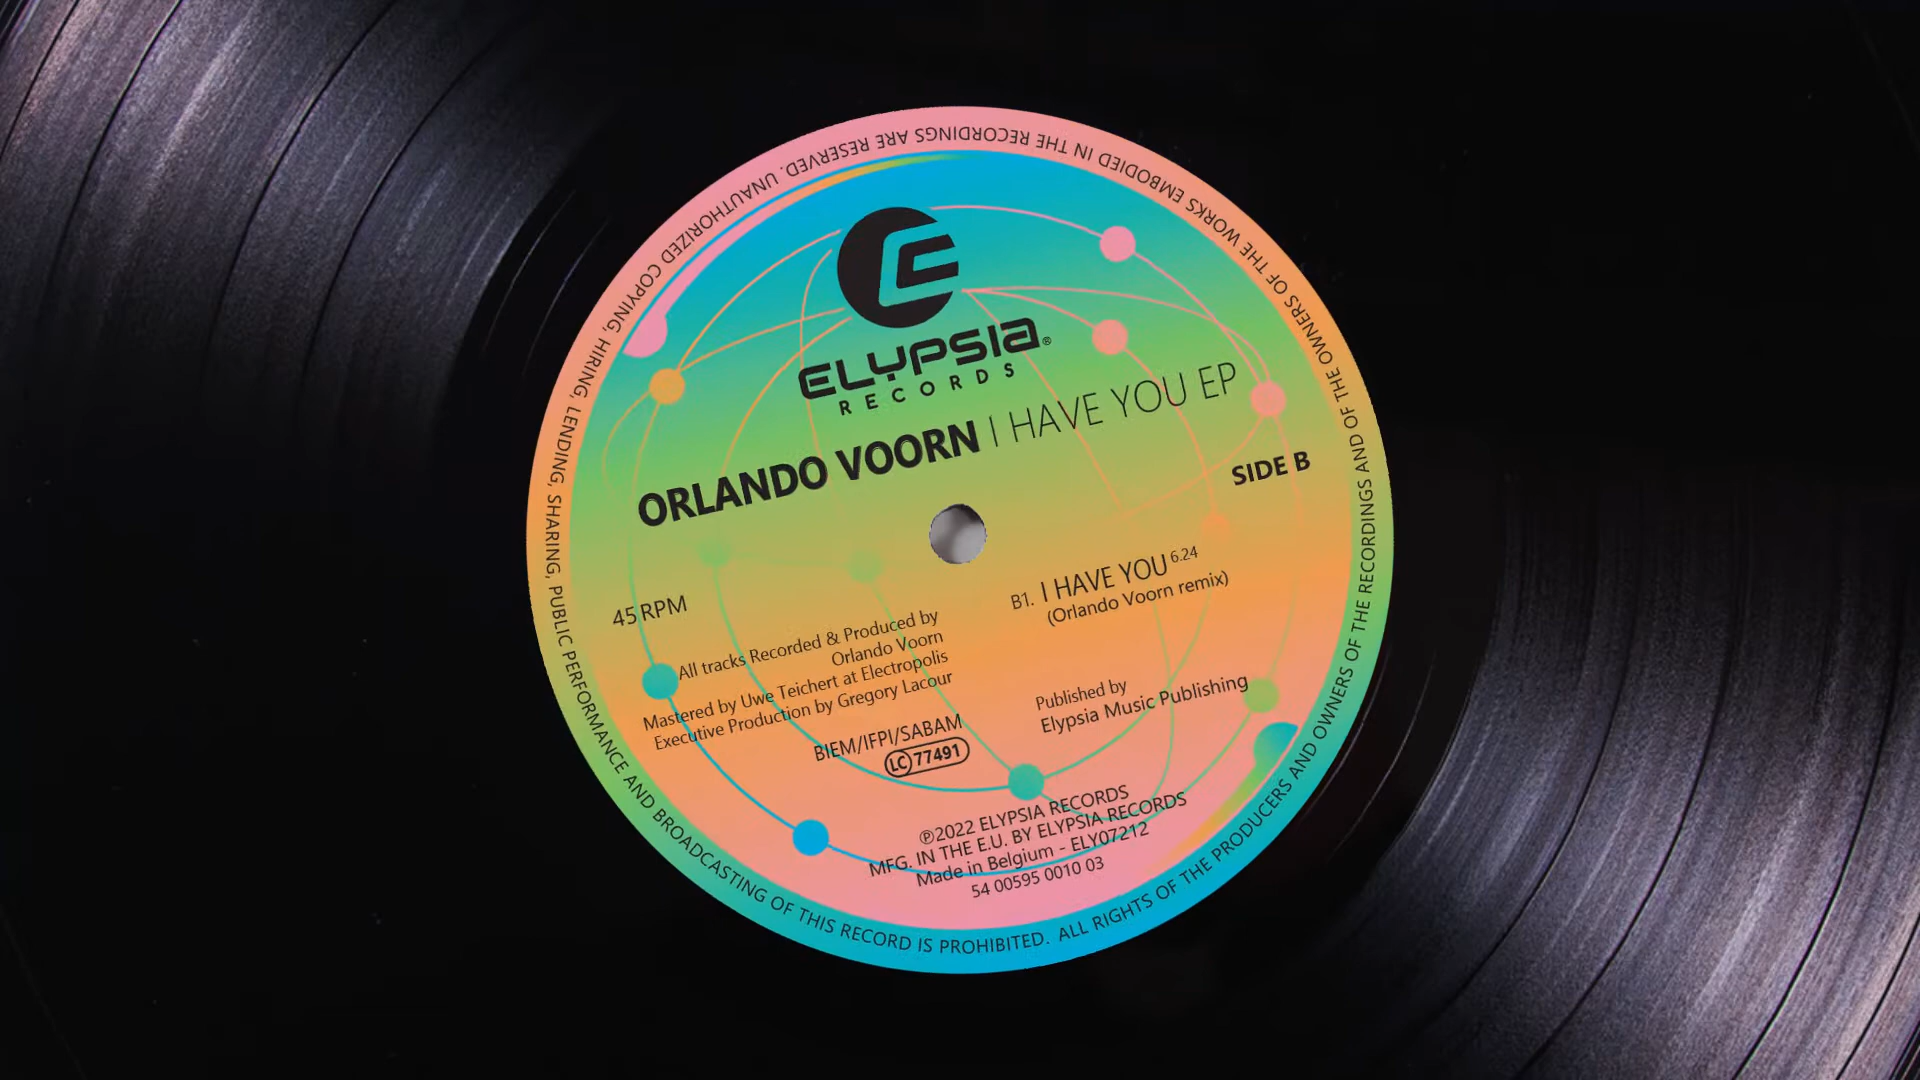 ELYPSIA®
RECORDS
ORLANDO VOORN I HAVE YOU EP
SIDE B
45 RPM
B1. I HAVE YOU 6.24
(Orlando Voorn remix)
All tracks Recorded & Produced by
Orlando Voorn
Mastered by Uwe Teichert at Electropolis
Executive Production by Gregory Lacour
BIEM/IFPI/SABAM
LC 77491
Published by
Elypsia Music Publishing
℗2022 ELYPSIA RECORDS
MFG. IN THE E.U. BY ELYPSIA RECORDS
Made in Belgium - ELY07212
54 00595 0010 03
ALL RIGHTS OF THE PRODUCERS AND OWNERS OF THE RECORDINGS AND OF THE OWNERS OF THE WORKS EMBODIED IN THE RECORDINGS ARE RESERVED. UNAUTHORIZED COPYING, HIRING, LENDING, SHARING, PUBLIC PERFORMANCE AND BROADCASTING OF THIS RECORD IS PROHIBITED.